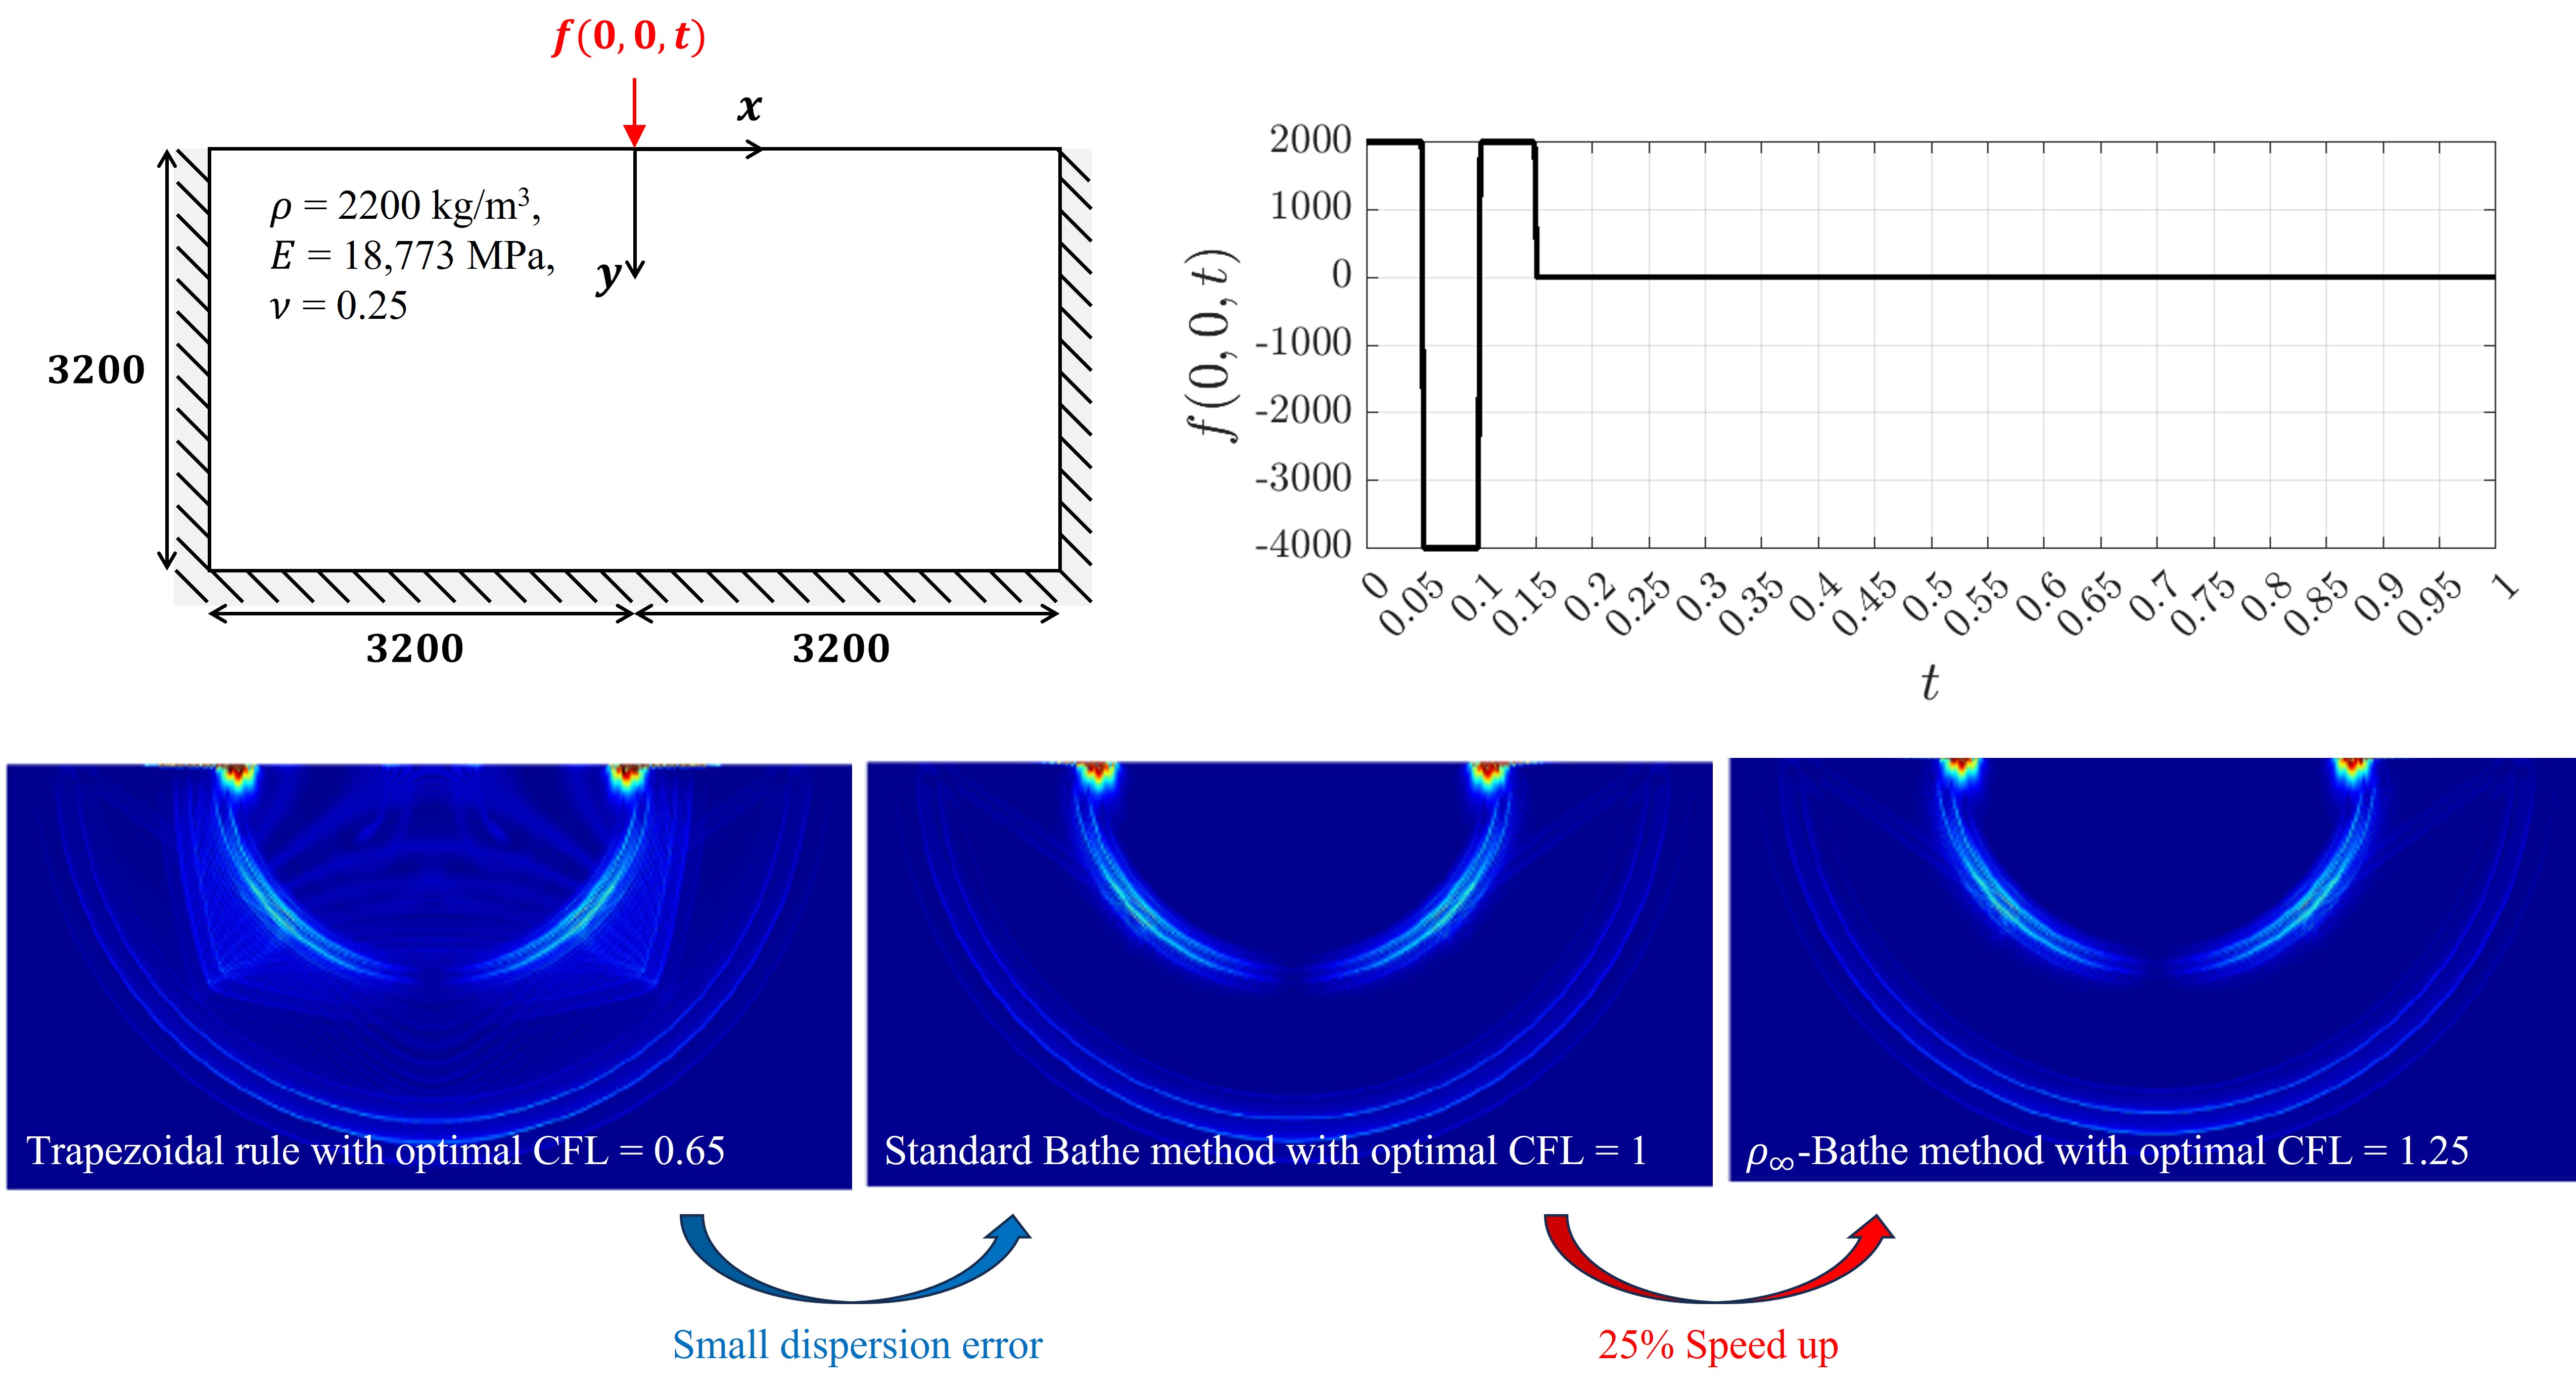 f(0, 0, t)
x
ρ = 2200 kg/m³,
E = 18,773 MPa,
ν = 0.25
y
3200
3200
3200
f(0, 0, t)
2000
1000
0
-1000
-2000
-3000
-4000
0
0.05
0.1
0.15
0.2
0.25
0.3
0.35
0.4
0.45
0.5
0.55
0.6
0.65
0.7
0.75
0.8
0.85
0.9
0.95
1
t
Trapezoidal rule with optimal CFL = 0.65
Standard Bathe method with optimal CFL = 1
ρ∞-Bathe method with optimal CFL = 1.25
Small dispersion error
25% Speed up